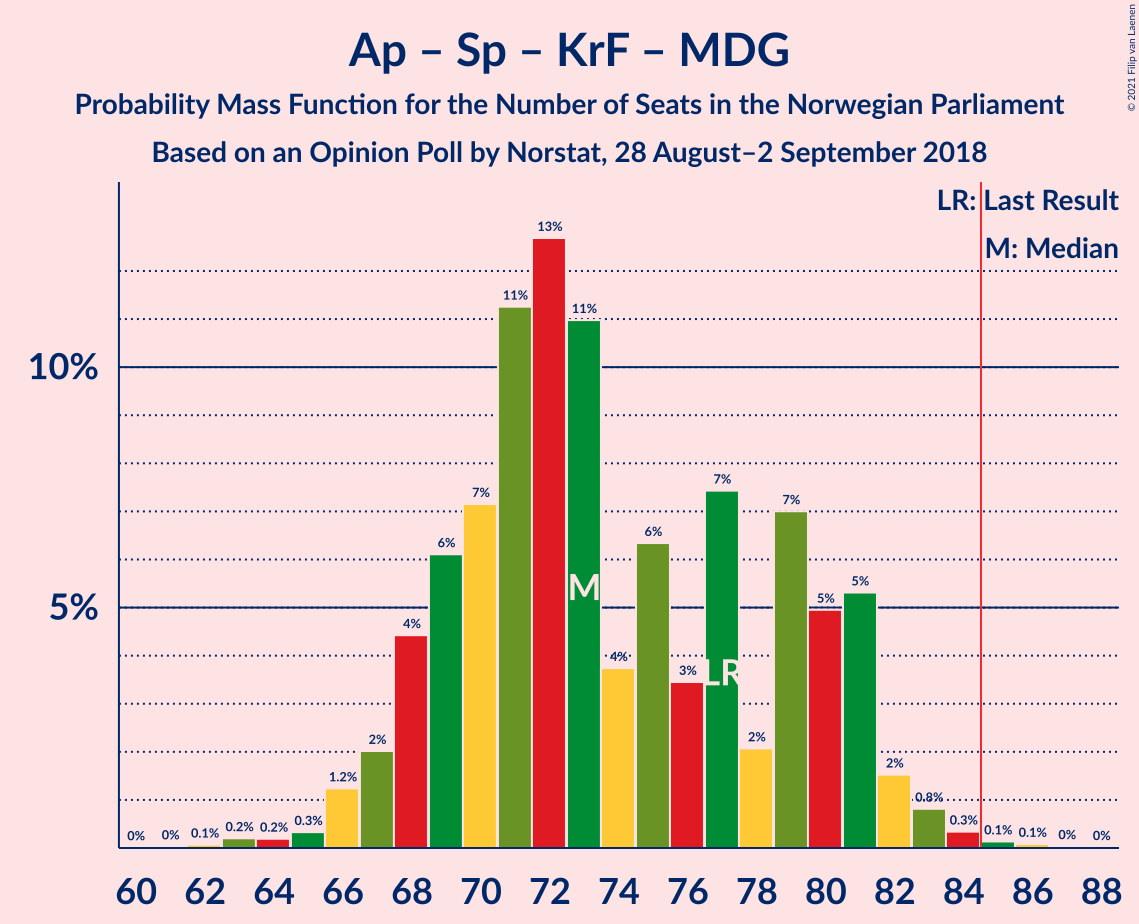 Ap – Sp – KrF – MDG
Probability Mass Function for the Number of Seats in the Norwegian Parliament
Based on an Opinion Poll by Norstat, 28 August–2 September 2018
© 2021 Filip van Laenen
LR: Last Result
M: Median
10%
5%
0% 0% 0.1% 0.2% 0.2% 0.3% 1.2% 2% 4% 6% 7% 11% 13% 11% 4% 6% 3% 7% 2% 7% 5% 5% 2% 0.8% 0.3% 0.1% 0.1% 0% 0%
M
LR
60 62 64 66 68 70 72 74 76 78 80 82 84 86 88